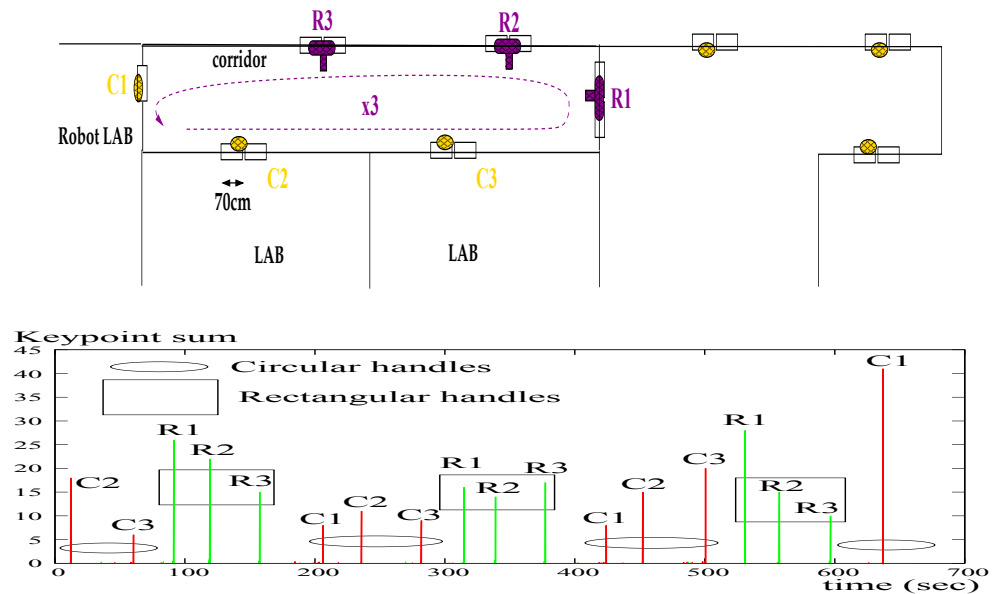 R3
R2
corridor
C1
x3
R1
Robot LAB
C2
C3
70cm
LAB
LAB
Keypoint sum
45
40
35
30
25
20
15
10
5
0
Circular handles
Rectangular handles
C2
C3
R1
R2
R3
C1
C2
C3
R1
R2
R3
C1
C2
C3
R1
R2
R3
C1
0
100
200
300
400
500
600
700
time (sec)